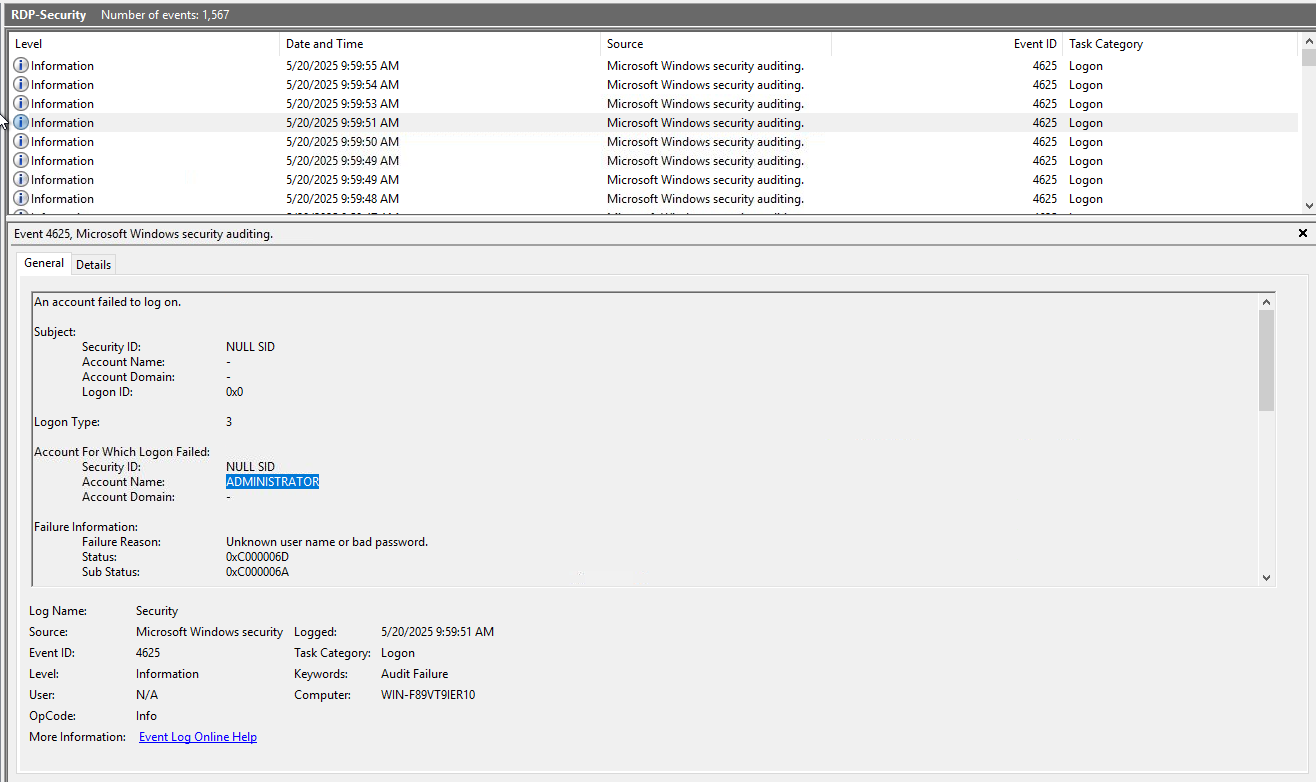 RDP-Security Number of events: 1,567
Level Date and Time Source Event ID Task Category
Information 5/20/2025 9:59:55 AM Microsoft Windows security auditing. 4625 Logon
Information 5/20/2025 9:59:54 AM Microsoft Windows security auditing. 4625 Logon
Information 5/20/2025 9:59:53 AM Microsoft Windows security auditing. 4625 Logon
Information 5/20/2025 9:59:51 AM Microsoft Windows security auditing. 4625 Logon
Information 5/20/2025 9:59:50 AM Microsoft Windows security auditing. 4625 Logon
Information 5/20/2025 9:59:49 AM Microsoft Windows security auditing. 4625 Logon
Information 5/20/2025 9:59:49 AM Microsoft Windows security auditing. 4625 Logon
Information 5/20/2025 9:59:48 AM Microsoft Windows security auditing. 4625 Logon
Event 4625, Microsoft Windows security auditing.
General Details
An account failed to log on.
Subject:
Security ID: NULL SID
Account Name: -
Account Domain: -
Logon ID: 0x0
Logon Type: 3
Account For Which Logon Failed:
Security ID: NULL SID
Account Name: ADMINISTRATOR
Account Domain: -
Failure Information:
Failure Reason: Unknown user name or bad password.
Status: 0xC000006D
Sub Status: 0xC000006A
Log Name: Security
Source: Microsoft Windows security Logged: 5/20/2025 9:59:51 AM
Event ID: 4625 Task Category: Logon
Level: Information Keywords: Audit Failure
User: N/A Computer: WIN-F89VT9IER10
OpCode: Info
More Information: Event Log Online Help